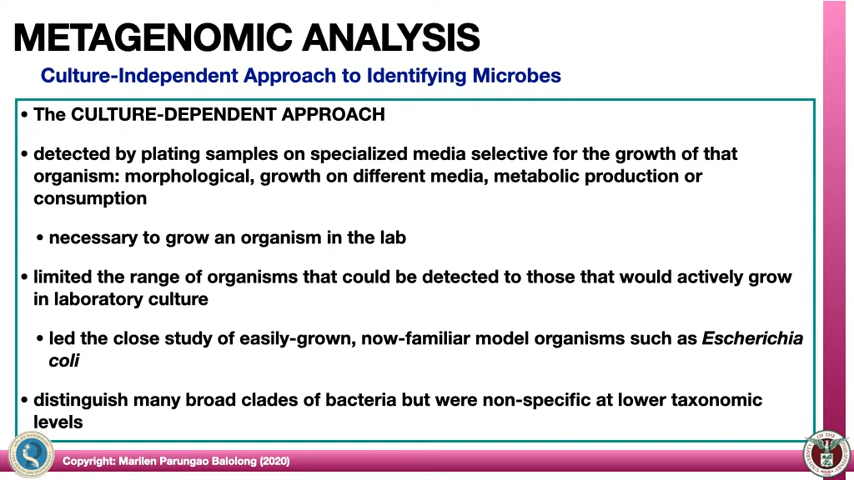 METAGENOMIC ANALYSIS
Culture-Independent Approach to Identifying Microbes
• The CULTURE-DEPENDENT APPROACH
• detected by plating samples on specialized media selective for the growth of that
organism: morphological, growth on different media, metabolic production or
consumption
• necessary to grow an organism in the lab
• limited the range of organisms that could be detected to those that would actively grow
in laboratory culture
• led the close study of easily-grown, now-familiar model organisms such as Escherichia
coli
• distinguish many broad clades of bacteria but were non-specific at lower taxonomic
levels
Copyright: Marilen Parungao Balolong (2020)